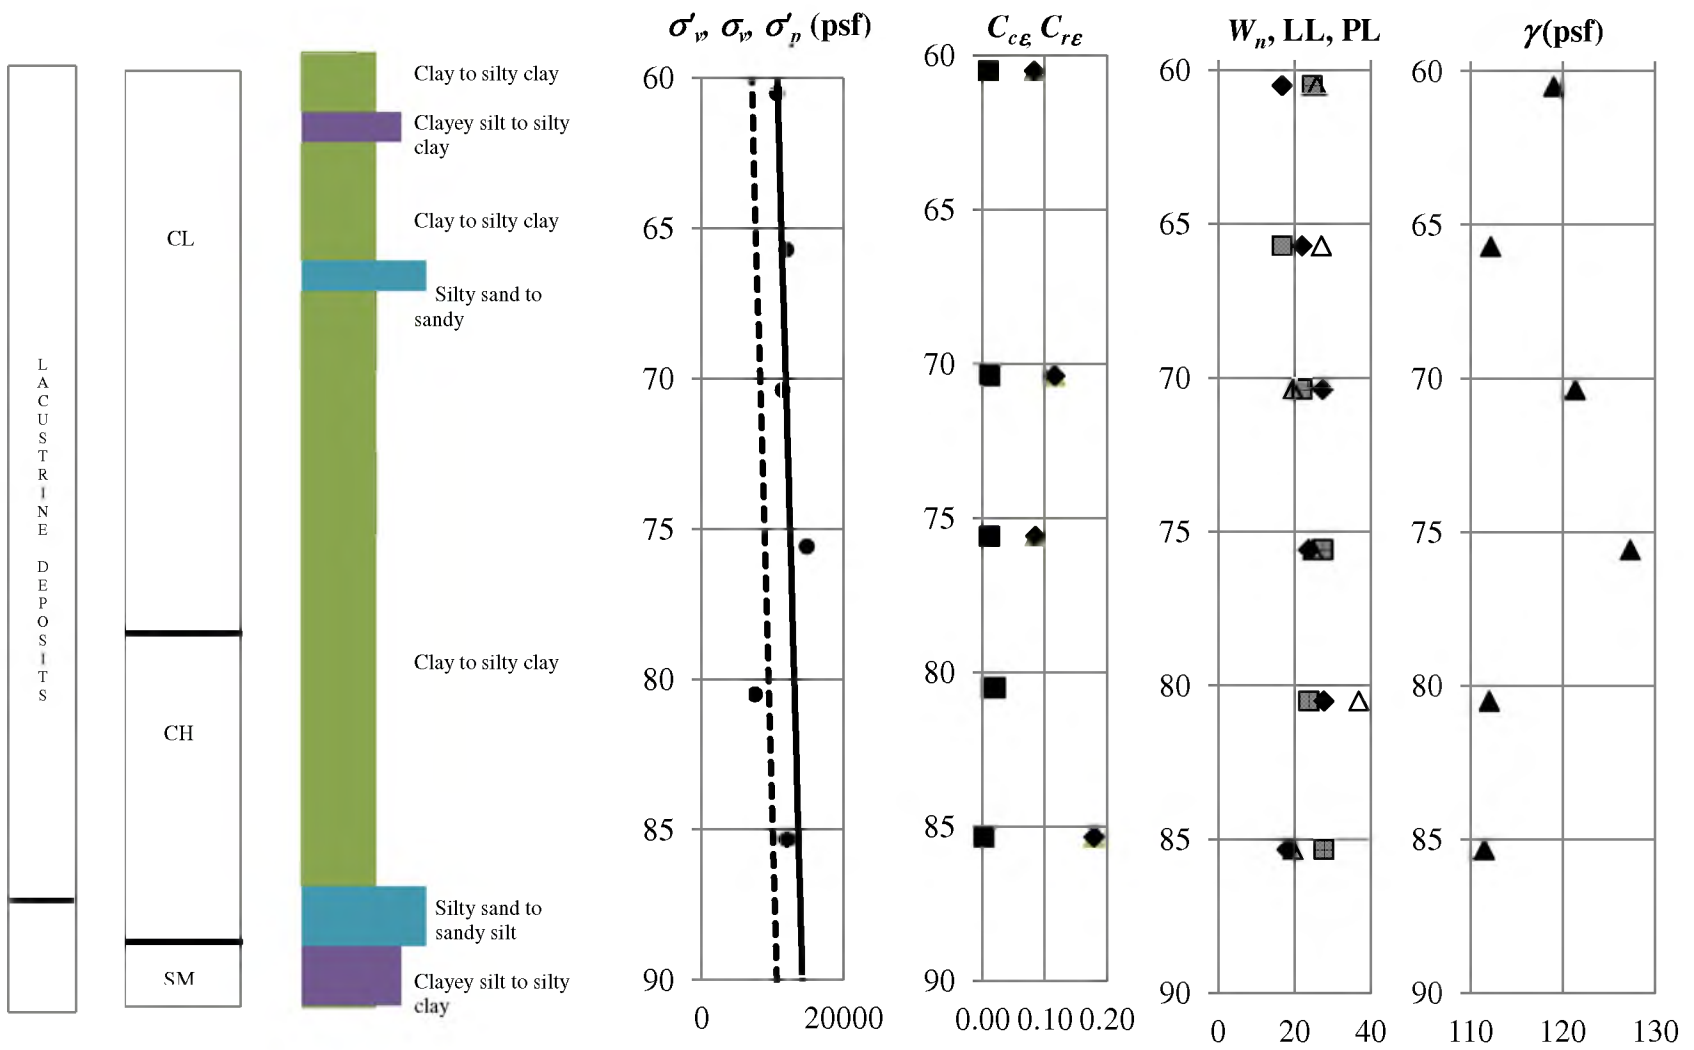 σ'v, σv, σ'p (psf)
Ccε, Crε
Wn, LL, PL
γ(psf)
LACUSTRINE DEPOSITS
CL
CH
SM
Clay to silty clay
Clayey silt to silty
clay
Clay to silty clay
Silty sand to
sandy
Clay to silty clay
Silty sand to
sandy silt
Clayey silt to silty
clay
60
65
70
75
80
85
90
0 20000
60
65
70
75
80
85
90
0.00 0.10 0.20
60
65
70
75
80
85
90
0 20 40
60
65
70
75
80
85
90
110 120 130